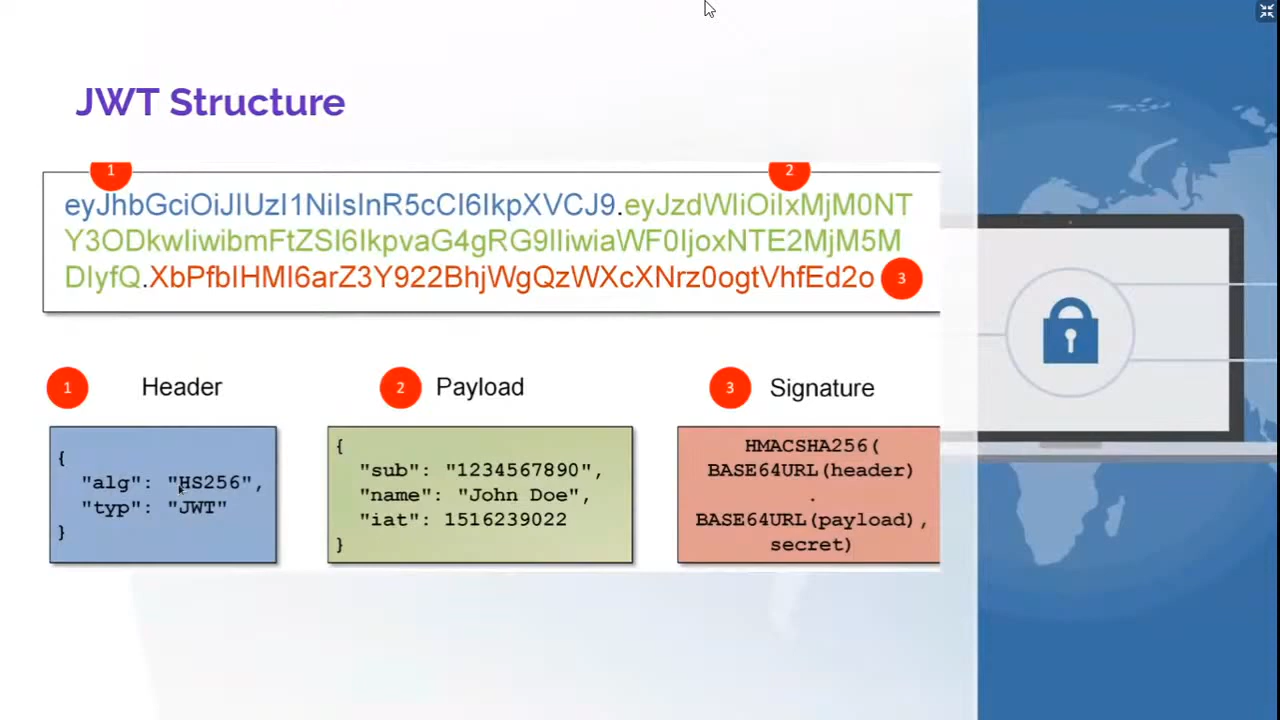 JWT Structure
1
2
eyJhbGciOiJIUzI1NiIsInR5cCI6IkpXVCJ9.eyJzdWIiOiIxMjM0NT
Y3ODkwIiwibmFtZSI6IkpvaG4gRG9lIiwiaWF0IjoxNTE2MjM5M
DIyfQ.XbPfbIHMI6arZ3Y922BhjWgQzWXcXNrz0ogtVhfEd2o
3
1
Header
2
Payload
3
Signature
{
"alg": "HS256",
"typ": "JWT"
}
{
"sub": "1234567890",
"name": "John Doe",
"iat": 1516239022
}
HMACSHA256(
BASE64URL(header)
.
BASE64URL(payload),
secret)